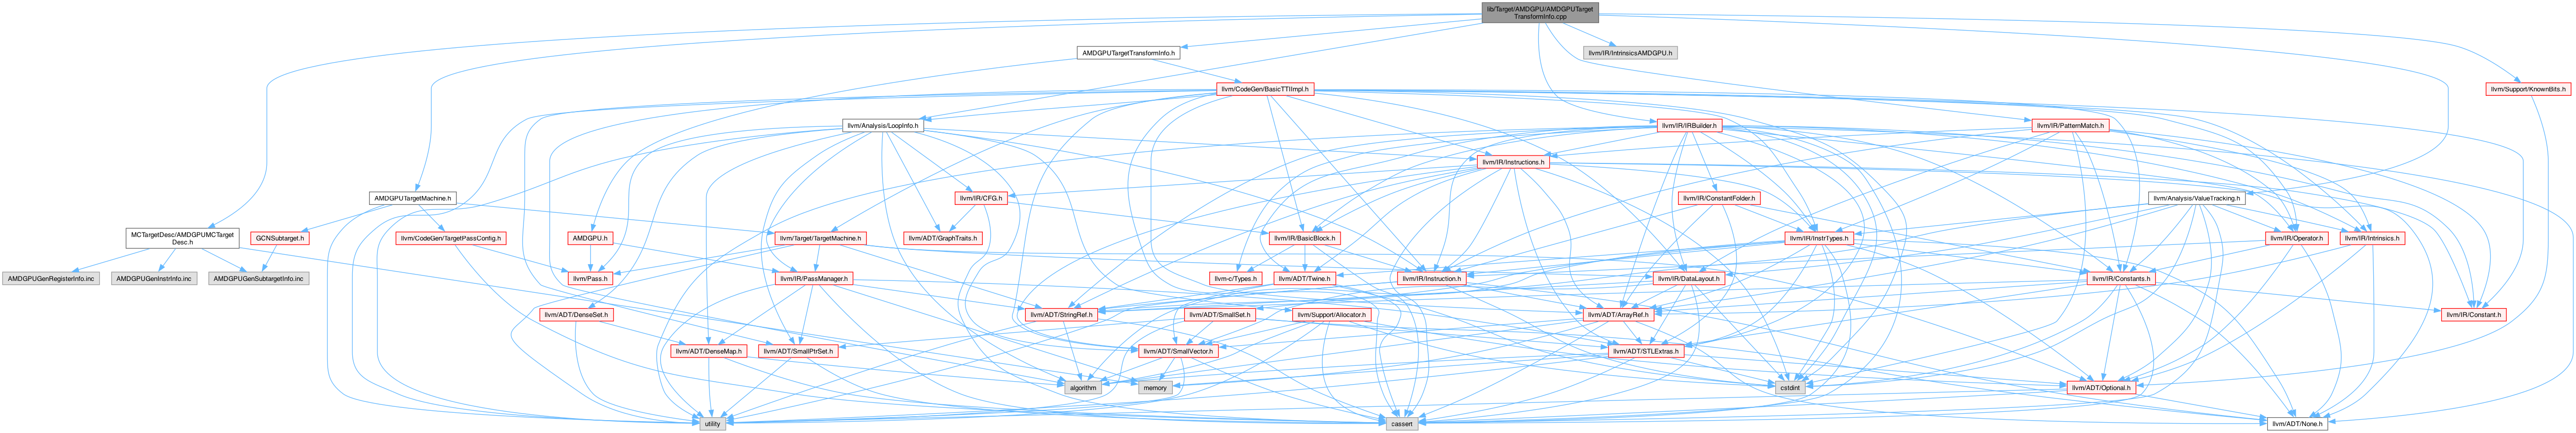 lib/Target/AMDGPU/AMDGPUTarget
TransformInfo.cpp
AMDGPUTargetTransformInfo.h
llvm/IR/IntrinsicsAMDGPU.h
llvm/CodeGen/BasicTTIImpl.h
llvm/Support/KnownBits.h
llvm/Analysis/LoopInfo.h
llvm/IR/IRBuilder.h
llvm/IR/PatternMatch.h
llvm/IR/Instructions.h
AMDGPUTargetMachine.h
llvm/IR/CFG.h
llvm/IR/ConstantFolder.h
llvm/Analysis/ValueTracking.h
MCTargetDesc/AMDGPUMCTarget
Desc.h
GCNSubtarget.h
llvm/CodeGen/TargetPassConfig.h
AMDGPU.h
llvm/Target/TargetMachine.h
llvm/ADT/GraphTraits.h
llvm/IR/BasicBlock.h
llvm/IR/InstrTypes.h
llvm/IR/Operator.h
llvm/IR/Intrinsics.h
AMDGPUGenRegisterInfo.inc
AMDGPUGenInstrInfo.inc
AMDGPUGenSubtargetInfo.inc
llvm/Pass.h
llvm/IR/PassManager.h
llvm-c/Types.h
llvm/ADT/Twine.h
llvm/IR/Instruction.h
llvm/IR/DataLayout.h
llvm/IR/Constants.h
llvm/ADT/DenseSet.h
llvm/ADT/StringRef.h
llvm/ADT/SmallSet.h
llvm/Support/Allocator.h
llvm/ADT/ArrayRef.h
llvm/IR/Constant.h
llvm/ADT/DenseMap.h
llvm/ADT/SmallPtrSet.h
llvm/ADT/SmallVector.h
llvm/ADT/STLExtras.h
algorithm
memory
cstdint
llvm/ADT/Optional.h
utility
cassert
llvm/ADT/None.h